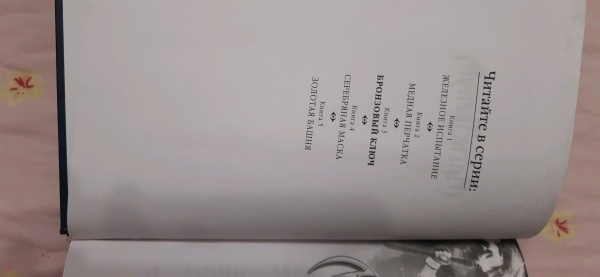 Читайте в серии:
Книга 1
ЖЕЛЕЗНОЕ ИСПЫТАНИЕ
Книга 2
МЕДНАЯ ПЕРЧАТКА
Книга 3
БРОНЗОВЫЙ КЛЮЧ
Книга 4
СЕРЕБРЯНАЯ МАСКА
Книга 5
ЗОЛОТАЯ БАШНЯ